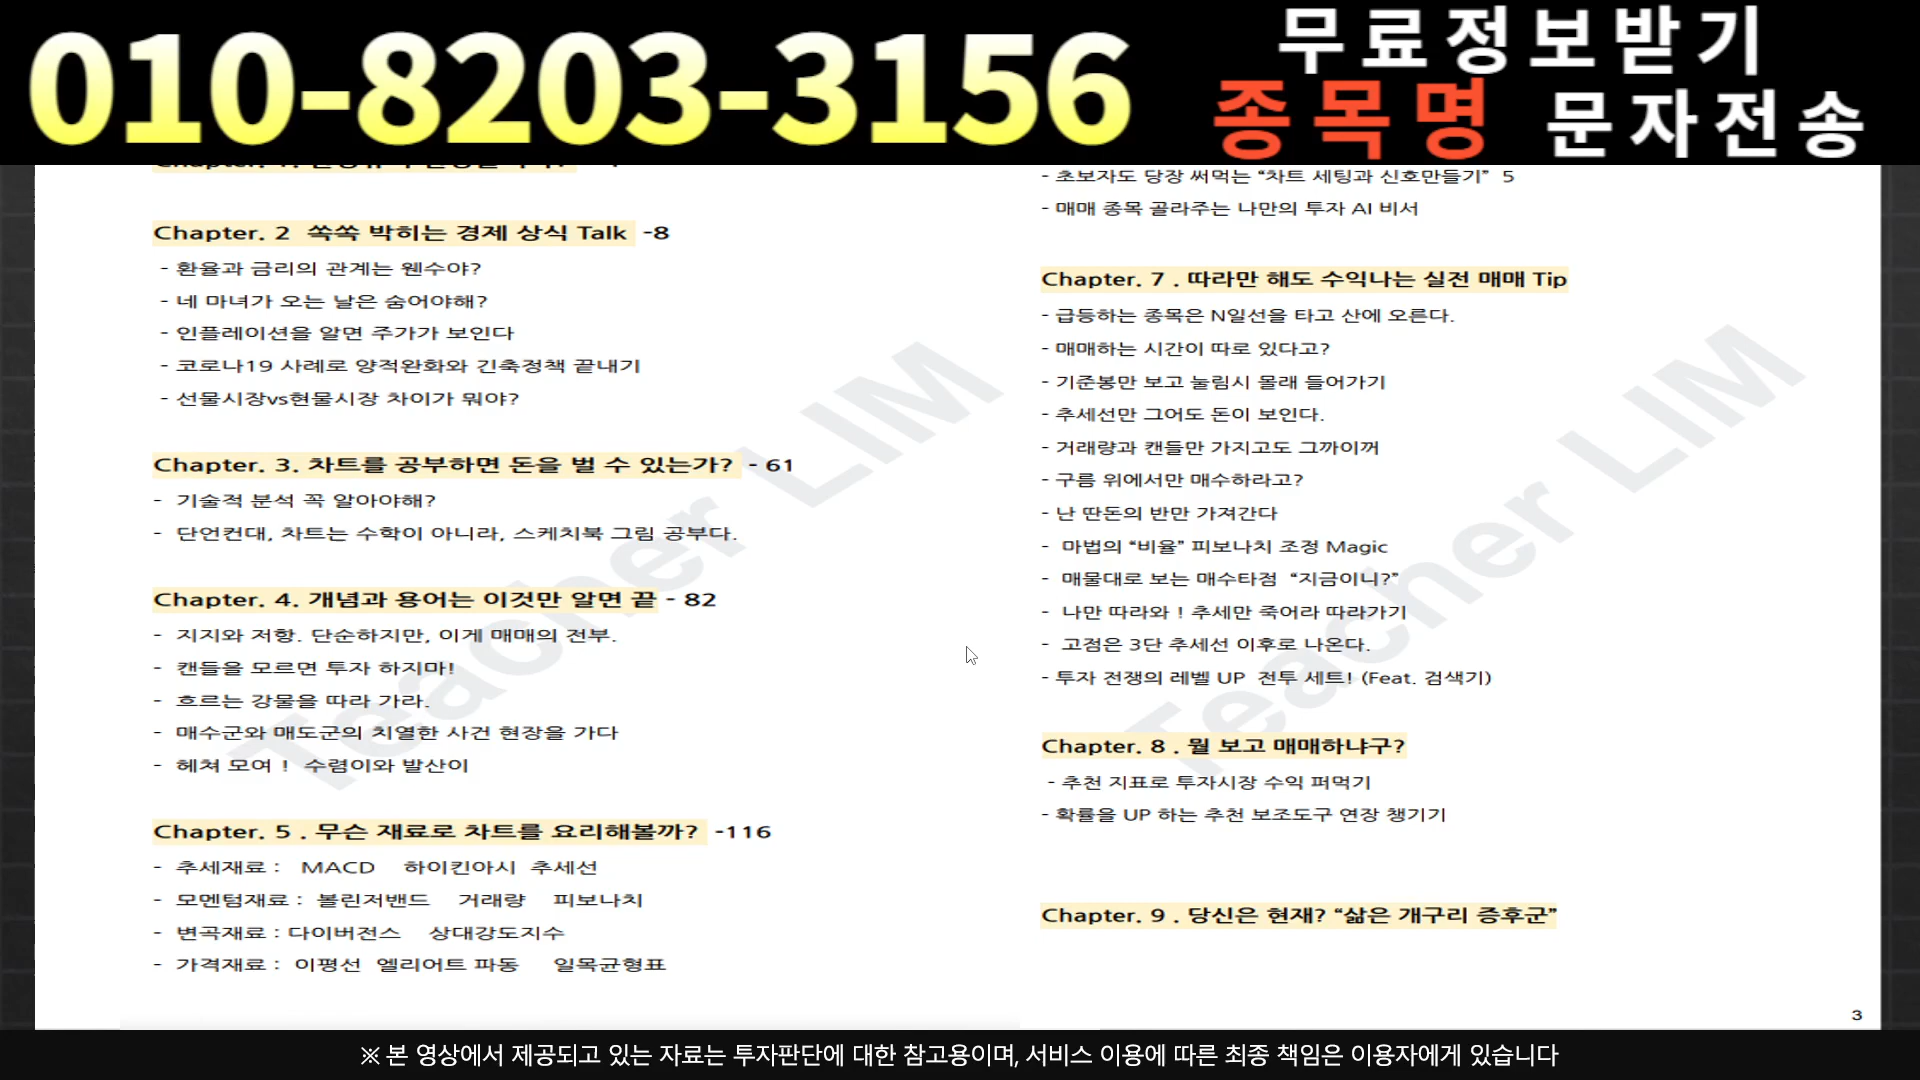 010-8203-3156
무료정보받기
종목명 문자전송
Chapter. 2 쏙쏙 박히는 경제 상식 Talk -8
- 환율과 금리의 관계는 웬수야?
- 네 마녀가 오는 날은 숨어야해?
- 인플레이션을 알면 주가가 보인다
- 코로나19 사례로 양적완화와 긴축정책 끝내기
- 선물시장vs현물시장 차이가 뭐야?
Chapter. 3. 차트를 공부하면 돈을 벌 수 있는가? - 61
- 기술적 분석 꼭 알아야해?
- 단언컨대, 차트는 수학이 아니라, 스케치북 그림 공부다.
Chapter. 4. 개념과 용어는 이것만 알면 끝 - 82
- 지지와 저항. 단순하지만, 이게 매매의 전부.
- 캔들을 모르면 투자 하지마!
- 흐르는 강물을 따라 가라.
- 매수군와 매도군의 치열한 사건 현장을 가다
- 헤쳐 모여 ! 수렴이와 발산이
Chapter. 5 . 무슨 재료로 차트를 요리해볼까? -116
- 추세재료 : MACD 하이킨아시 추세선
- 모멘텀재료 : 볼린저밴드 거래량 피보나치
- 변곡재료 : 다이버전스 상대강도지수
- 가격재료 : 이평선 엘리어트 파동 일목균형표
- 초보자도 당장 써먹는 “차트 세팅과 신호만들기” 5
- 매매 종목 골라주는 나만의 투자 AI 비서
Chapter. 7 . 따라만 해도 수익나는 실전 매매 Tip
- 급등하는 종목은 N일선을 타고 산에 오른다.
- 매매하는 시간이 따로 있다고?
- 기준봉만 보고 눌림시 몰래 들어가기
- 추세선만 그어도 돈이 보인다.
- 거래량과 캔들만 가지고도 그까이꺼
- 구름 위에서만 매수하라고?
- 난 딴돈의 반만 가져간다
- 마법의 “비율” 피보나치 조정 Magic
- 매물대로 보는 매수타점 “지금이니?”
- 나만 따라와 ! 추세만 죽어라 따라가기
- 고점은 3단 추세선 이후로 나온다.
- 투자 전쟁의 레벨 UP 전투 세트! (Feat. 검색기)
Chapter. 8 . 뭘 보고 매매하냐구?
- 추천 지표로 투자시장 수익 퍼먹기
- 확률을 UP 하는 추천 보조도구 연장 챙기기
Chapter. 9 . 당신은 현재? “삶은 개구리 증후군”
Teacher LIM
Teacher LIM
3
※ 본 영상에서 제공되고 있는 자료는 투자판단에 대한 참고용이며, 서비스 이용에 따른 최종 책임은 이용자에게 있습니다